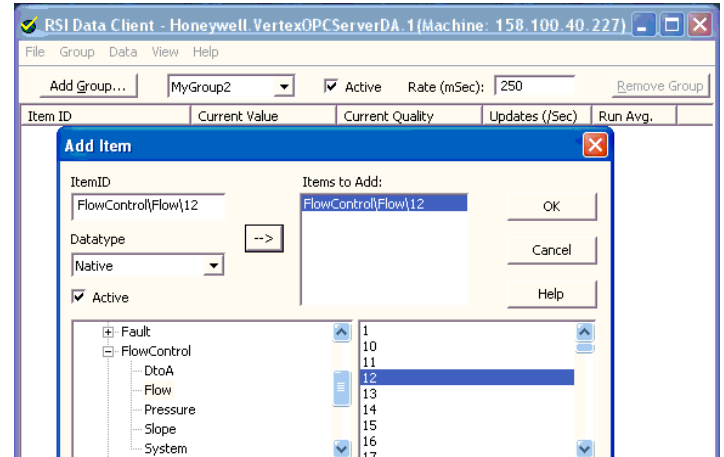 RSI Data Client - Honeywell.VertexOPCServerDA.1(Machine: 158.100.40.227)
File Group Data View Help
Add Group... MyGroup2 Active Rate (mSec): 250 Remove Group
Item ID Current Value Current Quality Updates (/Sec) Run Avg.
Add Item
ItemID Items to Add:
FlowControl\Flow\12 FlowControl\Flow\12 OK
Datatype -->
Native Cancel
Active Help
Fault 1
FlowControl 10
DtoA 11
Flow 12
Pressure 13
Slope 14
System 15
16
17